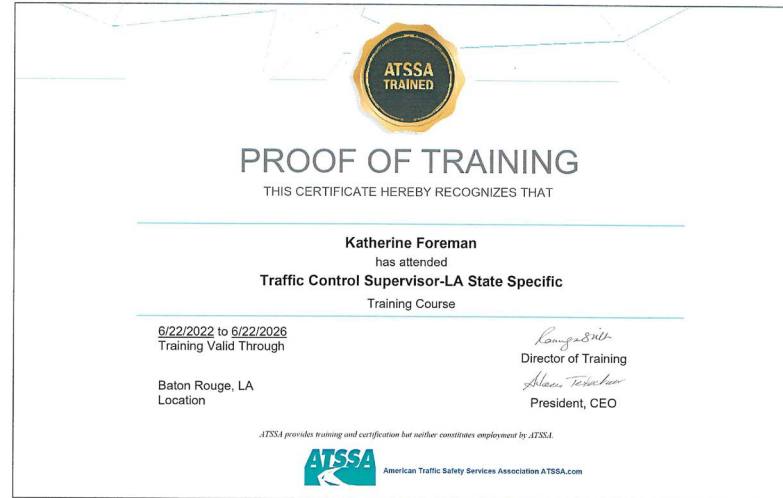 ATSSA
TRAINED
PROOF OF TRAINING
THIS CERTIFICATE HEREBY RECOGNIZES THAT
Katherine Foreman
has attended
Traffic Control Supervisor-LA State Specific
Training Course
6/22/2022 to 6/22/2026
Training Valid Through
Director of Training
Baton Rouge, LA
Location
President, CEO
ATSSA provides training and certification but neither constitutes employment by ATSSA.
ATSSA
American Traffic Safety Services Association ATSSA.com